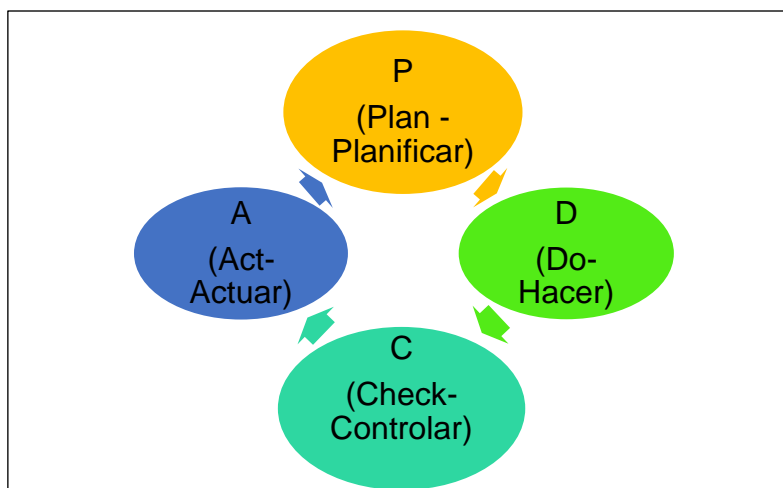 P
(Plan -
Planificar)
A
(Act-
Actuar)
D
(Do-
Hacer)
C
(Check-
Controlar)